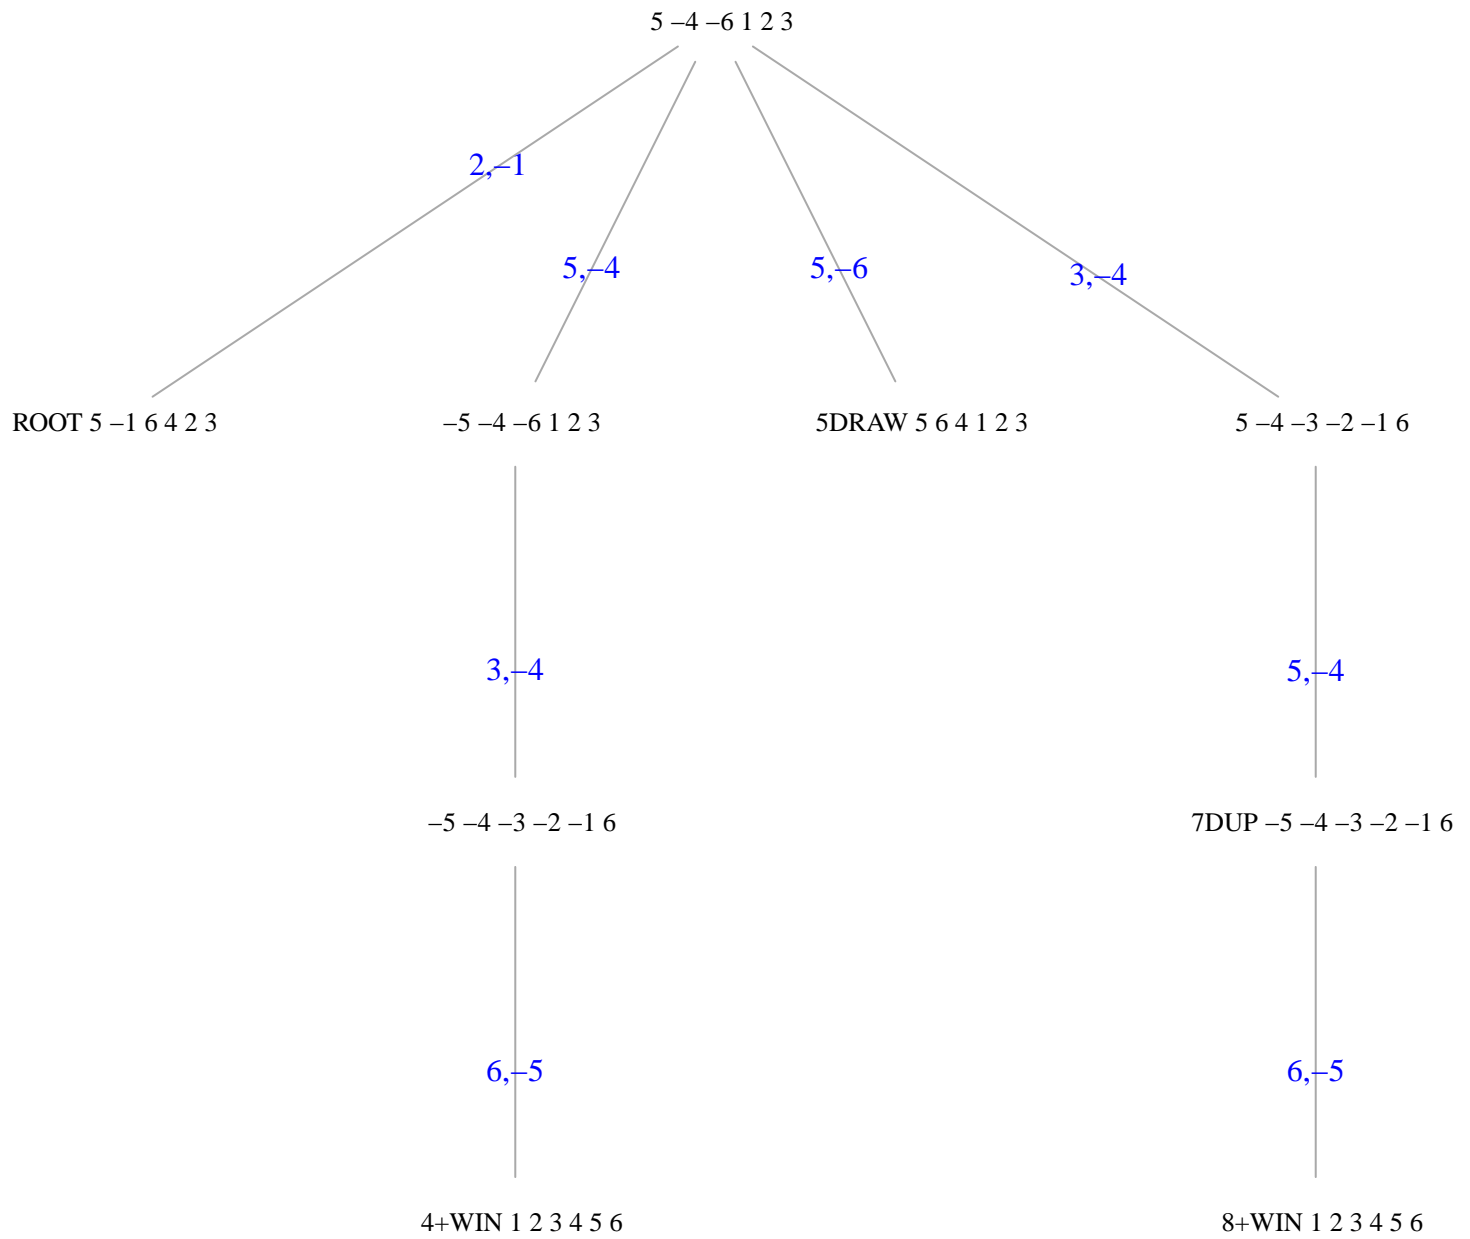 5 –4 –6 1 2 3
2,–1
5,–4
5,–6
3,–4
ROOT 5 –1 6 4 2 3
–5 –4 –6 1 2 3
5DRAW 5 6 4 1 2 3
5 –4 –3 –2 –1 6
3,–4
5,–4
–5 –4 –3 –2 –1 6
7DUP –5 –4 –3 –2 –1 6
6,–5
6,–5
4+WIN 1 2 3 4 5 6
8+WIN 1 2 3 4 5 6